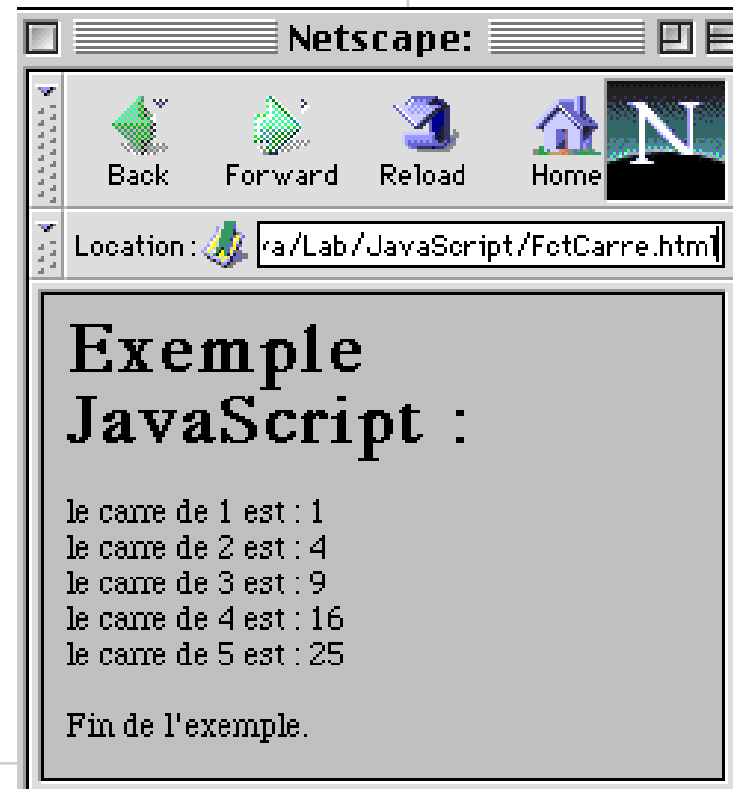 Netscape:
Back Forward Reload Home N
Location : ra/Lab/JavaScript/FctCarre.html
Exemple
JavaScript :
le carre de 1 est : 1
le carre de 2 est : 4
le carre de 3 est : 9
le carre de 4 est : 16
le carre de 5 est : 25
Fin de l'exemple.